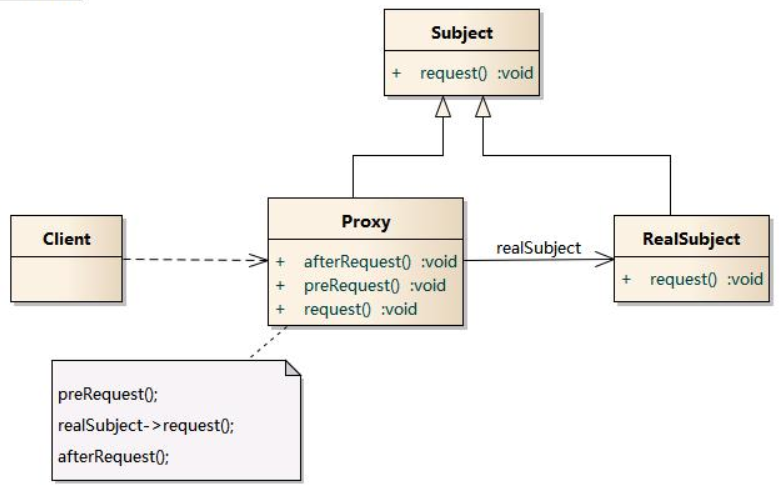 Subject
+ request() :void
Proxy
+ afterRequest() :void
+ preRequest() :void
+ request() :void
Client
realSubject
RealSubject
+ request() :void
preRequest();
realSubject->request();
afterRequest();